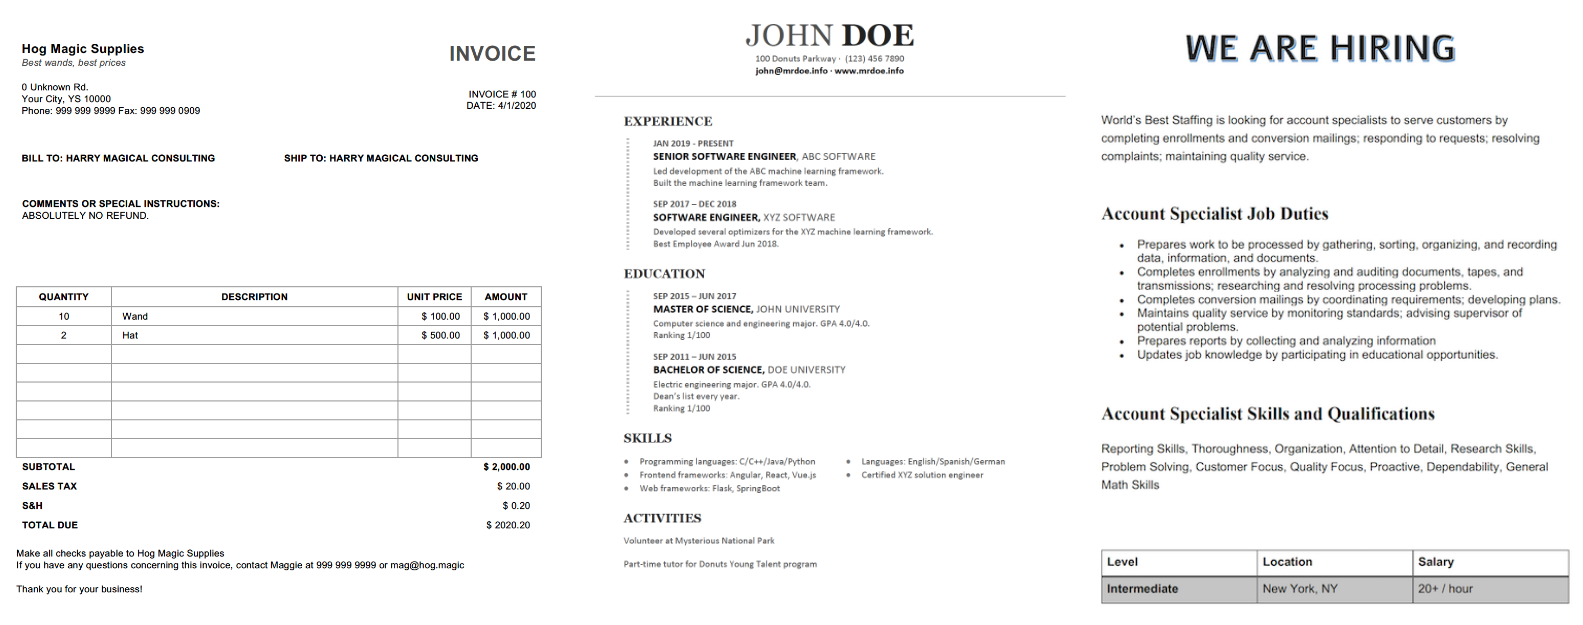 Hog Magic Supplies
Best wands, best prices
INVOICE
0 Unknown Rd.
Your City, YS 10000
Phone: 999 999 9999 Fax: 999 999 0909
INVOICE # 100
DATE: 4/1/2020
BILL TO: HARRY MAGICAL CONSULTING
SHIP TO: HARRY MAGICAL CONSULTING
COMMENTS OR SPECIAL INSTRUCTIONS:
ABSOLUTELY NO REFUND.
QUANTITY DESCRIPTION UNIT PRICE AMOUNT
10 Wand $ 100.00 $ 1,000.00
2 Hat $ 500.00 $ 1,000.00
SUBTOTAL $ 2,000.00
SALES TAX $ 20.00
S&H $ 0.20
TOTAL DUE $ 2020.20
Make all checks payable to Hog Magic Supplies
If you have any questions concerning this invoice, contact Maggie at 999 999 9999 or mag@hog.magic
Thank you for your business!
JOHN DOE
100 Donuts Parkway · (123) 456 7890
john@mrdoe.info · www.mrdoe.info
EXPERIENCE
JAN 2019 - PRESENT
SENIOR SOFTWARE ENGINEER, ABC SOFTWARE
Led development of the ABC machine learning framework.
Built the machine learning framework team.
SEP 2017 – DEC 2018
SOFTWARE ENGINEER, XYZ SOFTWARE
Developed several optimizers for the XYZ machine learning framework.
Best Employee Award Jun 2018.
EDUCATION
SEP 2015 – JUN 2017
MASTER OF SCIENCE, JOHN UNIVERSITY
Computer science and engineering major. GPA 4.0/4.0.
Ranking 1/100
SEP 2011 – JUN 2015
BACHELOR OF SCIENCE, DOE UNIVERSITY
Electric engineering major. GPA 4.0/4.0.
Dean's list every year.
Ranking 1/100
SKILLS
• Programming languages: C/C++/Java/Python
• Frontend frameworks: Angular, React, Vue.js
• Web frameworks: Flask, SpringBoot
• Languages: English/Spanish/German
• Certified XYZ solution engineer
ACTIVITIES
Volunteer at Mysterious National Park
Part-time tutor for Donuts Young Talent program
WE ARE HIRING
World's Best Staffing is looking for account specialists to serve customers by
completing enrollments and conversion mailings; responding to requests; resolving
complaints; maintaining quality service.
Account Specialist Job Duties
• Prepares work to be processed by gathering, sorting, organizing, and recording
data, information, and documents.
• Completes enrollments by analyzing and auditing documents, tapes, and
transmissions; researching and resolving processing problems.
• Completes conversion mailings by coordinating requirements; developing plans.
• Maintains quality service by monitoring standards; advising supervisor of
potential problems.
• Prepares reports by collecting and analyzing information
• Updates job knowledge by participating in educational opportunities.
Account Specialist Skills and Qualifications
Reporting Skills, Thoroughness, Organization, Attention to Detail, Research Skills,
Problem Solving, Customer Focus, Quality Focus, Proactive, Dependability, General
Math Skills
Level Location Salary
Intermediate New York, NY 20+ / hour